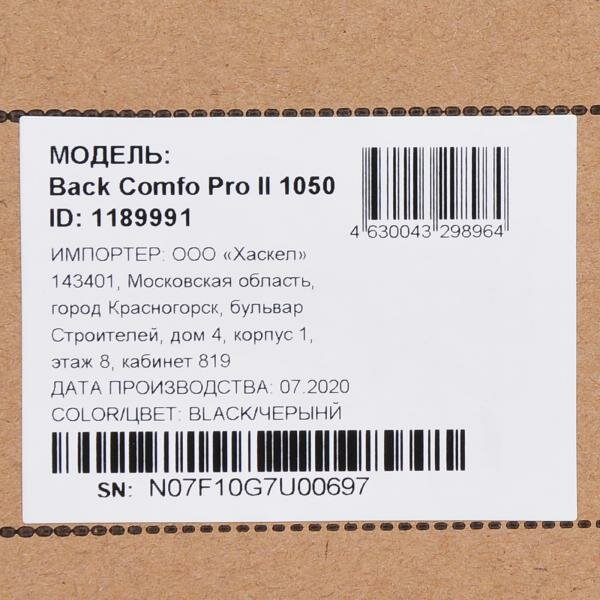 МОДЕЛЬ:
Back Comfo Pro II 1050
ID: 1189991
4 630043 298964
ИМПОРТЕР: ООО «Хаскел»
143401, Московская область,
город Красногорск, бульвар
Строителей, дом 4, корпус 1,
этаж 8, кабинет 819
ДАТА ПРОИЗВОДСТВА: 07.2020
COLOR/ЦВЕТ: BLACK/ЧЕРЫНЙ
SN: N07F10G7U00697